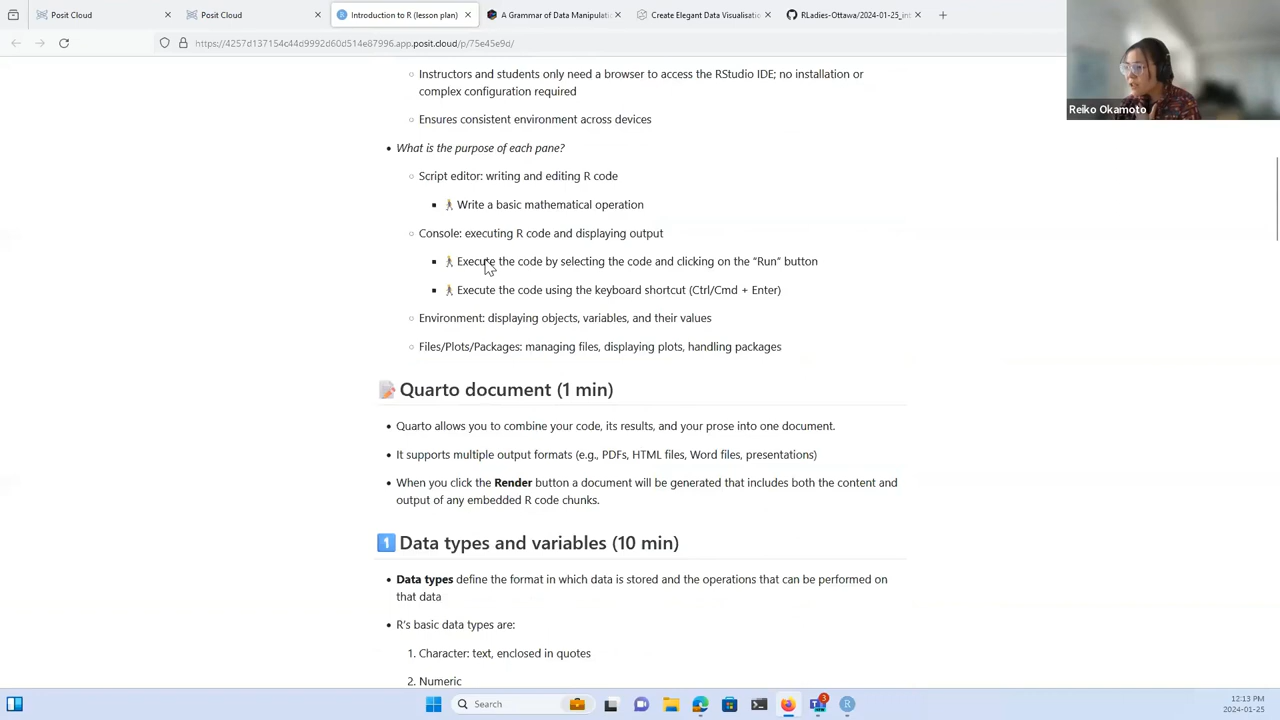 Posit Cloud
Posit Cloud
Introduction to R (lesson plan)
A Grammar of Data Manipulati
Create Elegant Data Visualisatio
RLadies-Ottawa/2024-01-25_int
https://4257d137154c44d9992d60d514e87996.app.posit.cloud/p/75e45e9d/
Reiko Okamoto
Instructors and students only need a browser to access the RStudio IDE; no installation or
complex configuration required
Ensures consistent environment across devices
What is the purpose of each pane?
Script editor: writing and editing R code
Write a basic mathematical operation
Console: executing R code and displaying output
Execute the code by selecting the code and clicking on the "Run" button
Execute the code using the keyboard shortcut (Ctrl/Cmd + Enter)
Environment: displaying objects, variables, and their values
Files/Plots/Packages: managing files, displaying plots, handling packages
Quarto document (1 min)
Quarto allows you to combine your code, its results, and your prose into one document.
It supports multiple output formats (e.g., PDFs, HTML files, Word files, presentations)
When you click the Render button a document will be generated that includes both the content and
output of any embedded R code chunks.
1 Data types and variables (10 min)
Data types define the format in which data is stored and the operations that can be performed on
that data
R's basic data types are:
1. Character: text, enclosed in quotes
2. Numeric
Search
3
12:13 PM
2024-01-25